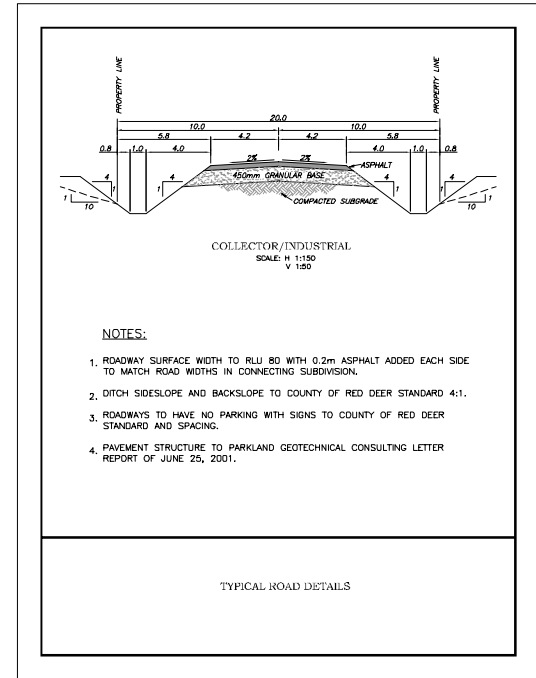 PROPERTY LINE
PROPERTY LINE
20.0
10.0 10.0
5.8 4.2 4.2 5.8
0.8 1.0 4.0 4.0 1.0 0.8
2% 2%
ASPHALT
450mm GRANULAR BASE
4 4 4 4
1 1 1 1
1 10 10 1
COMPACTED SUBGRADE
COLLECTOR/INDUSTRIAL
SCALE: H 1:150
V 1:50
NOTES:
1. ROADWAY SURFACE WIDTH TO RLU 80 WITH 0.2m ASPHALT ADDED EACH SIDE
TO MATCH ROAD WIDTHS IN CONNECTING SUBDIVISION.
2. DITCH SIDESLOPE AND BACKSLOPE TO COUNTY OF RED DEER STANDARD 4:1.
3. ROADWAYS TO HAVE NO PARKING WITH SIGNS TO COUNTY OF RED DEER
STANDARD AND SPACING.
4. PAVEMENT STRUCTURE TO PARKLAND GEOTECHNICAL CONSULTING LETTER
REPORT OF JUNE 25, 2001.
TYPICAL ROAD DETAILS